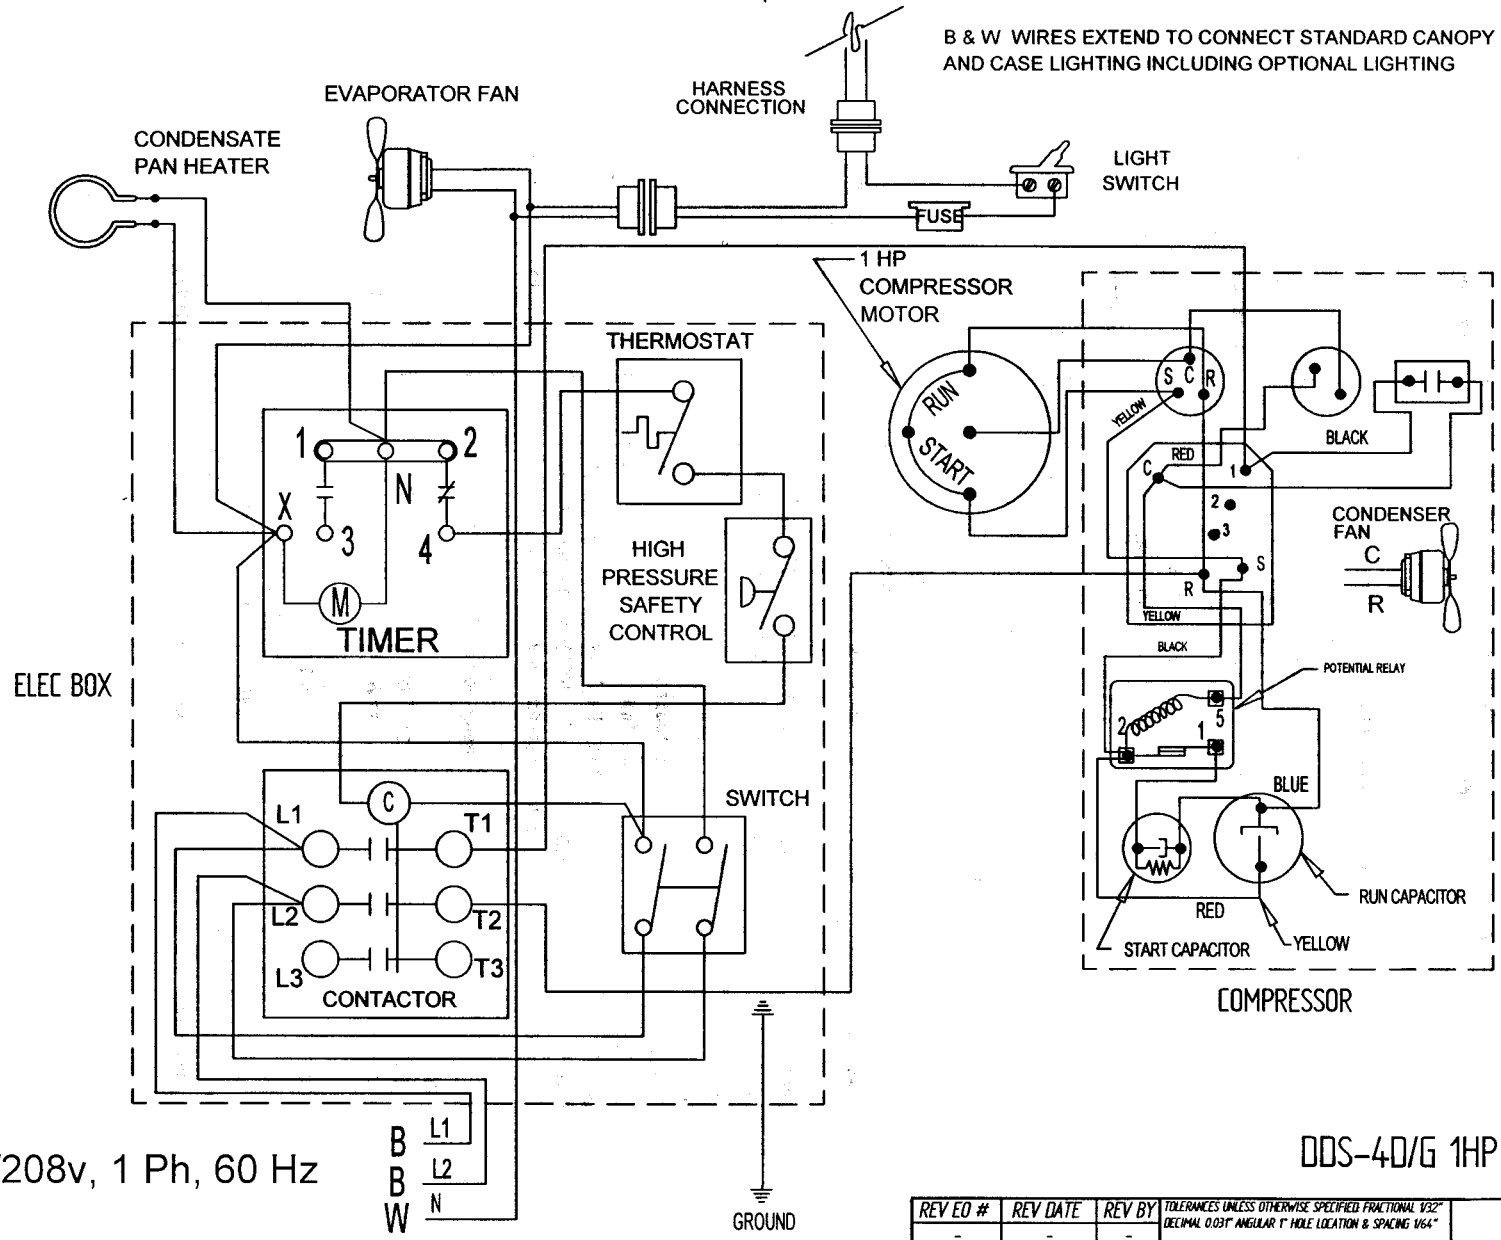 B & W WIRES EXTEND TO CONNECT STANDARD CANOPY
AND CASE LIGHTING INCLUDING OPTIONAL LIGHTING
HARNESS
CONNECTION
EVAPORATOR FAN
CONDENSATE
PAN HEATER
LIGHT
SWITCH
FUSE
1 HP
COMPRESSOR
MOTOR
THERMOSTAT
RUN
START
S C R
YELLOW
RED
BLACK
C
1
2
3
S
R
YELLOW
BLACK
CONDENSER
FAN
C
R
1
2
N
X
3
4
M
TIMER
HIGH
PRESSURE
SAFETY
CONTROL
ELEC BOX
POTENTIAL RELAY
2
5
1
BLUE
SWITCH
C
L1
T1
L2
T2
L3
T3
CONTACTOR
RUN CAPACITOR
RED
START CAPACITOR
YELLOW
COMPRESSOR
B L1
B L2
W N
/208v, 1 Ph, 60 Hz
GROUND
DDS-4D/G 1HP
REV EO # REV DATE REV BY
- - -
TOLERANCES UNLESS OTHERWISE SPECIFIED: FRACTIONAL 1/32"
DECIMAL 0.031" ANGULAR 1° HOLE LOCATION & SPACING 1/64"